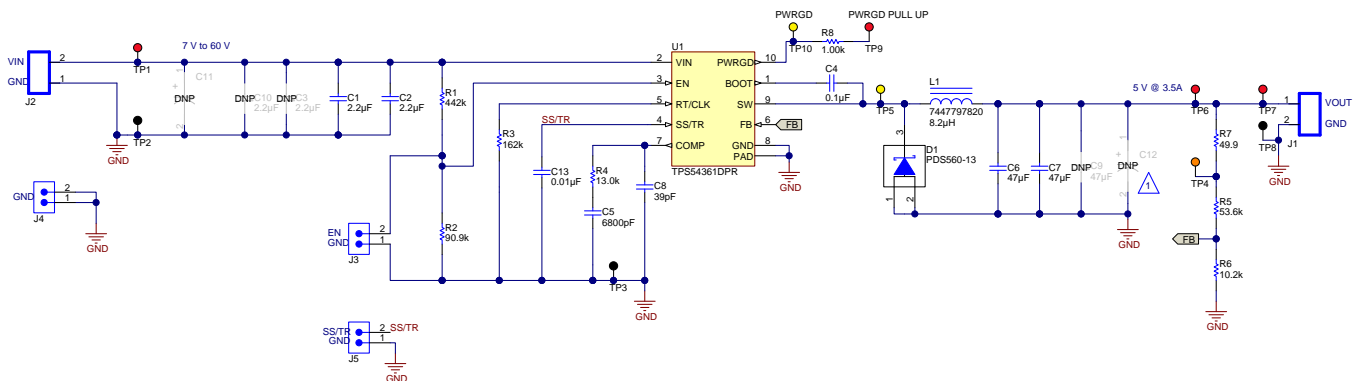 PWRGD
PWRGD PULL UP
R8
1.00k
TP10
TP9
7 V to 60 V
U1
VIN
2
1
GND
J2
TP1
TP2
GND
+
1
C11
DNP
2
C10
DNP
2.2µF
C3
DNP
2.2µF
C1
2.2µF
C2
2.2µF
R1
442k
R2
90.9k
R3
162k
SS/TR
C13
0.01µF
R4
13.0k
C5
6800pF
C8
39pF
2 VIN
3 EN
5 RT/CLK
4 SS/TR
7 COMP
PWRGD 10
BOOT 1
SW 9
FB 6
GND 8
PAD
TPS54361DPR
FB
GND
C4
0.1µF
TP5
L1
7447797820
8.2µH
D1
PDS560-13
3
1
2
C6
47µF
C7
47µF
C9
DNP
47µF
C12
DNP
1
GND
5 V @ 3.5A
TP6
TP7
TP8
1
2
VOUT
GND
J1
GND
R7
49.9
TP4
R5
53.6k
FB
R6
10.2k
GND
GND
2
1
J4
GND
EN
GND
2
1
J3
TP3
GND
SS/TR
GND
2
1
SS/TR
J5
GND